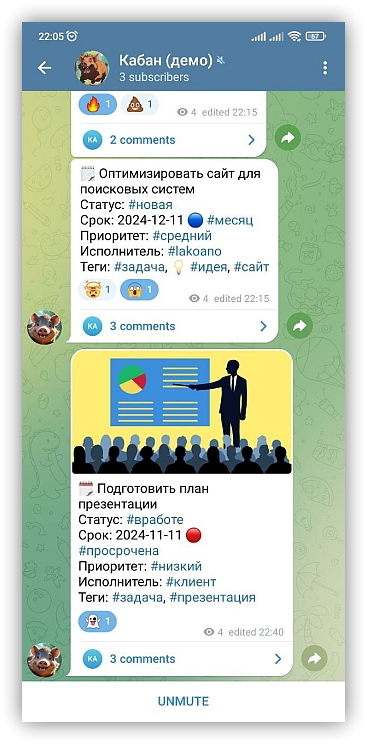 22:05 67
Кабан (демо)
3 subscribers
1 1 4 edited 22:15
КА 2 comments
Оптимизировать сайт для
поисковых систем
Статус: #новая
Срок: 2024-12-11 #месяц
Приоритет: #средний
Исполнитель: #lakoano
Теги: #задача, #идея, #сайт
1 1
4 edited 22:15
КА 3 comments
Подготовить план
презентации
Статус: #вработе
Срок: 2024-11-11
#просрочена
Приоритет: #низкий
Исполнитель: #клиент
Теги: #задача, #презентация
1
4 edited 22:40
КА 3 comments
UNMUTE